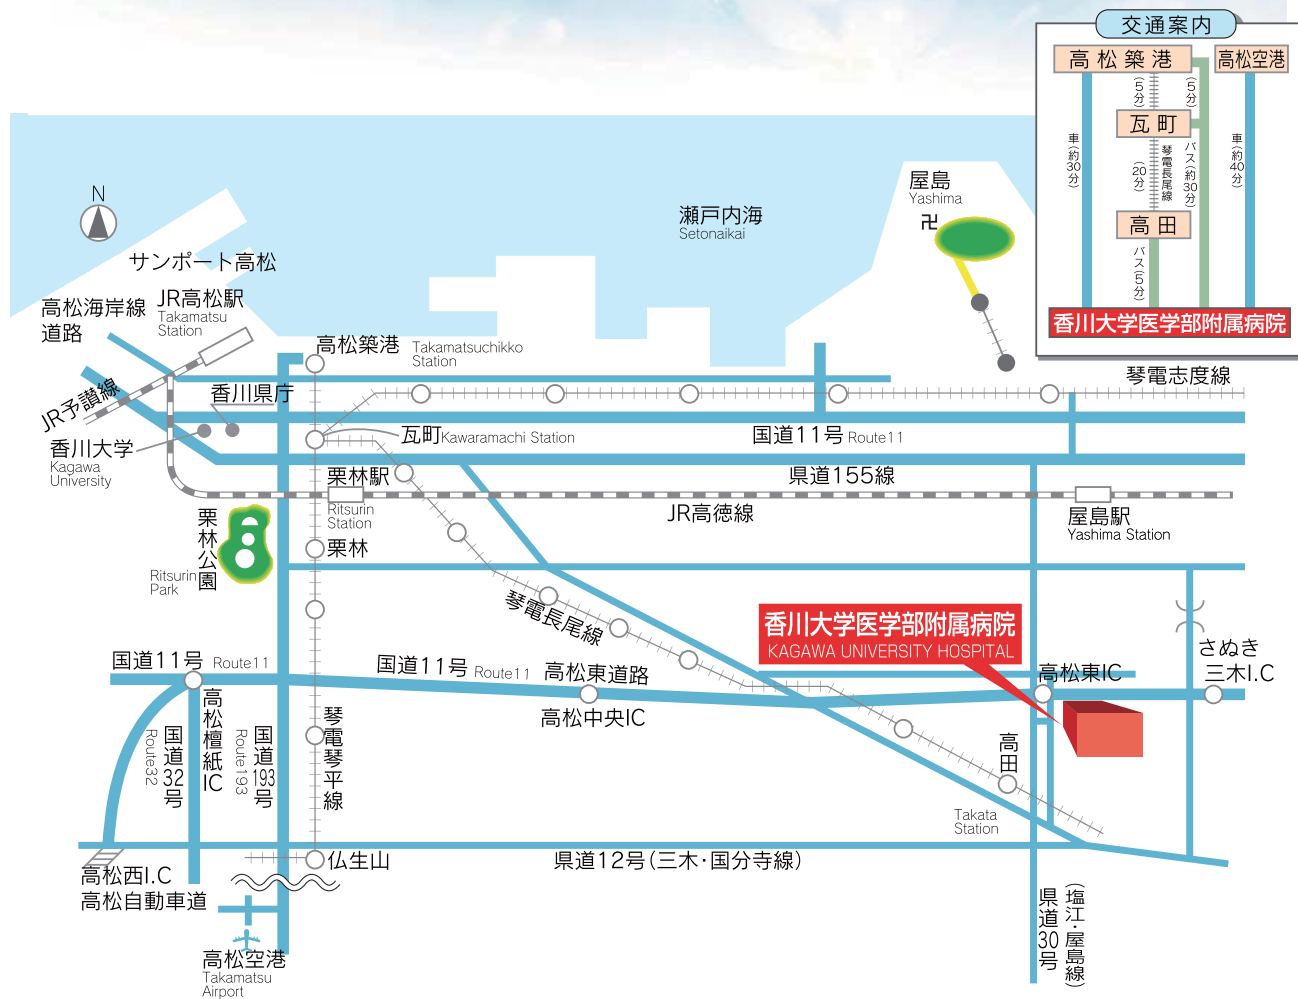 交通案内
高松築港
高松空港
(5分)
(5分)
瓦町
車(約30分)
(20分)
琴電長尾線
バス(約30分)
車(約40分)
高田
バス(5分)
香川大学医学部附属病院
N
サンポート高松
瀬戸内海
Setonaikai
屋島
Yashima
卍
高松海岸線
道路
JR高松駅
Takamatsu
Station
高松築港
Takamatsuchikko
Station
JR予讃線
香川県庁
香川大学
Kagawa
University
琴電志度線
瓦町Kawaramachi Station
国道11号 Route11
県道155線
栗林駅
Ritsurin
Station
JR高徳線
屋島駅
Yashima Station
栗林公園
Ritsurin
Park
栗林
琴電長尾線
香川大学医学部附属病院
KAGAWA UNIVERSITY HOSPITAL
国道11号 Route11
国道11号 Route11
高松東道路
高松中央IC
高松東IC
さぬき
三木I.C
高松檀紙IC
国道32号
Route32
国道193号
Route193
琴電琴平線
高田
Takata
Station
仏生山
県道12号(三木・国分寺線)
高松西I.C
高松自動車道
県道30号
(塩江・屋島線)
高松空港
Takamatsu
Airport